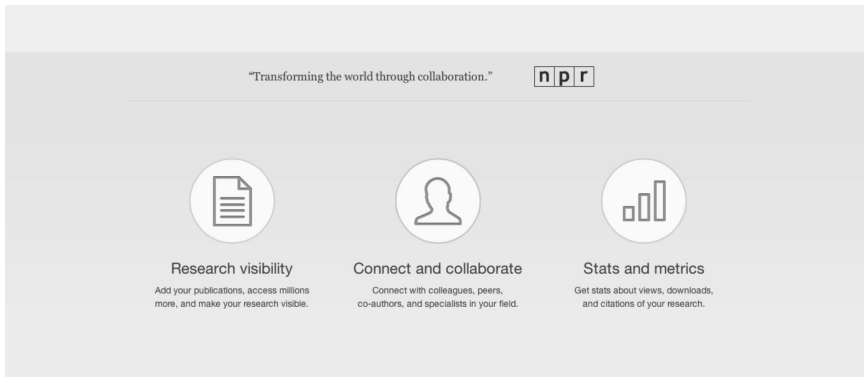 “Transforming the world through collaboration.”
npr
Research visibility
Add your publications, access millions
more, and make your research visible.
Connect and collaborate
Connect with colleagues, peers,
co-authors, and specialists in your field.
Stats and metrics
Get stats about views, downloads,
and citations of your research.